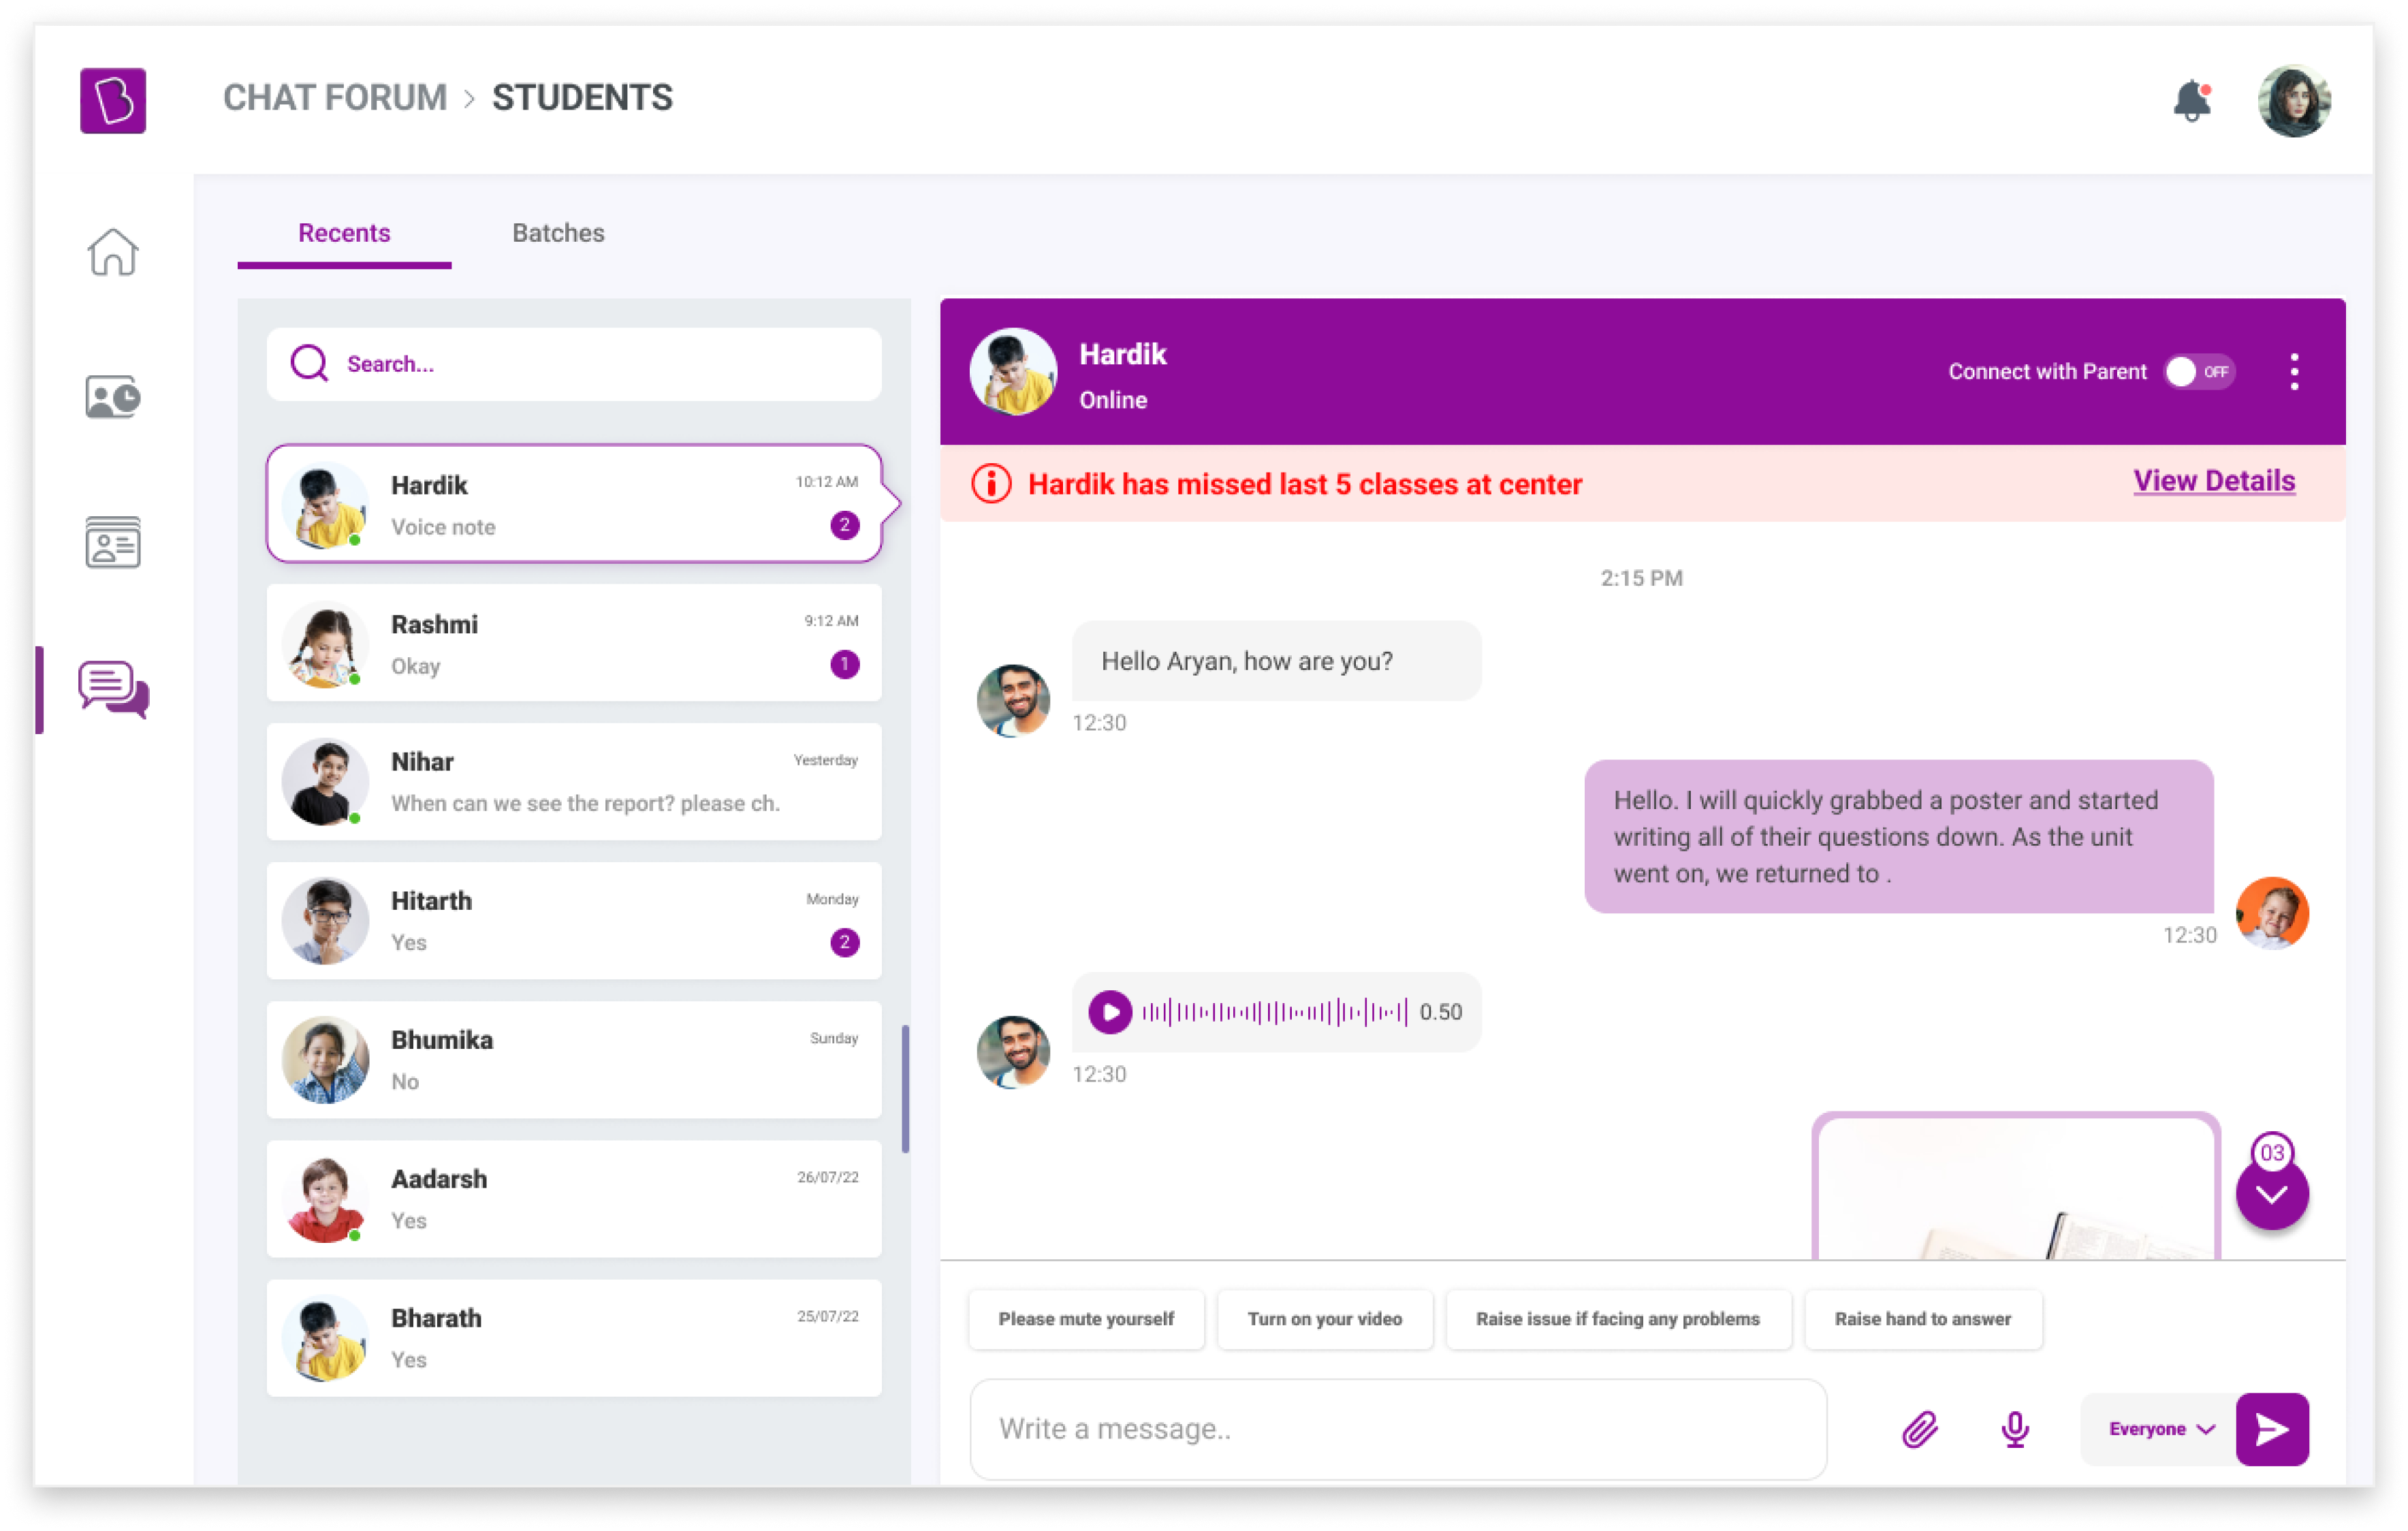 CHAT FORUM > STUDENTS
Recents
Batches
Search...
Hardik
10:12 AM
Voice note
2
Rashmi
9:12 AM
Okay
1
Nihar
Yesterday
When can we see the report? please ch.
Hitarth
Monday
Yes
2
Bhumika
Sunday
No
Aadarsh
26/07/22
Yes
Bharath
25/07/22
Yes
Hardik
Online
Connect with Parent
OFF
Hardik has missed last 5 classes at center
View Details
2:15 PM
Hello Aryan, how are you?
12:30
Hello. I will quickly grabbed a poster and started
writing all of their questions down. As the unit
went on, we returned to .
12:30
0.50
12:30
03
Please mute yourself
Turn on your video
Raise issue if facing any problems
Raise hand to answer
Write a message..
Everyone